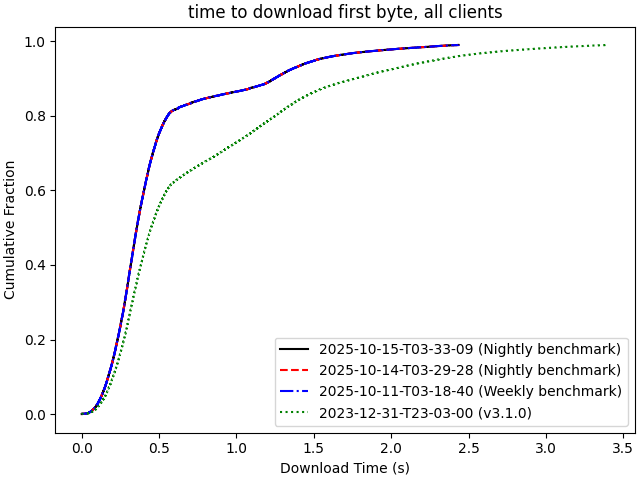 time to download first byte, all clients
Cumulative Fraction
1.0
0.8
0.6
0.4
0.2
0.0
2025-10-15-T03-33-09 (Nightly benchmark)
2025-10-14-T03-29-28 (Nightly benchmark)
2025-10-11-T03-18-40 (Weekly benchmark)
2023-12-31-T23-03-00 (v3.1.0)
0.0 0.5 1.0 1.5 2.0 2.5 3.0 3.5
Download Time (s)